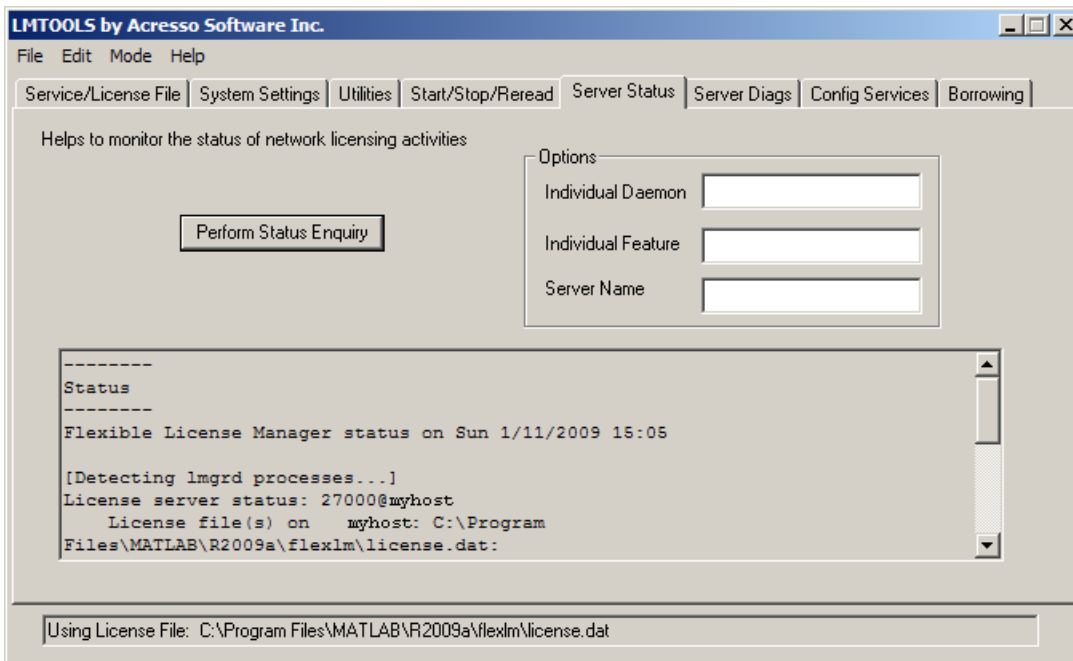 LMTOOLS by Acresso Software Inc.
File Edit Mode Help
Service/License File System Settings Utilities Start/Stop/Reread Server Status Server Diags Config Services Borrowing
Helps to monitor the status of network licensing activities
Options
Individual Daemon
Perform Status Enquiry
Individual Feature
Server Name
--------
Status
--------
Flexible License Manager status on Sun 1/11/2009 15:05
[Detecting lmgrd processes...]
License server status: 27000@myhost
License file(s) on myhost: C:\Program
Files\MATLAB\R2009a\flexlm\license.dat:
Using License File: C:\Program Files\MATLAB\R2009a\flexlm\license.dat